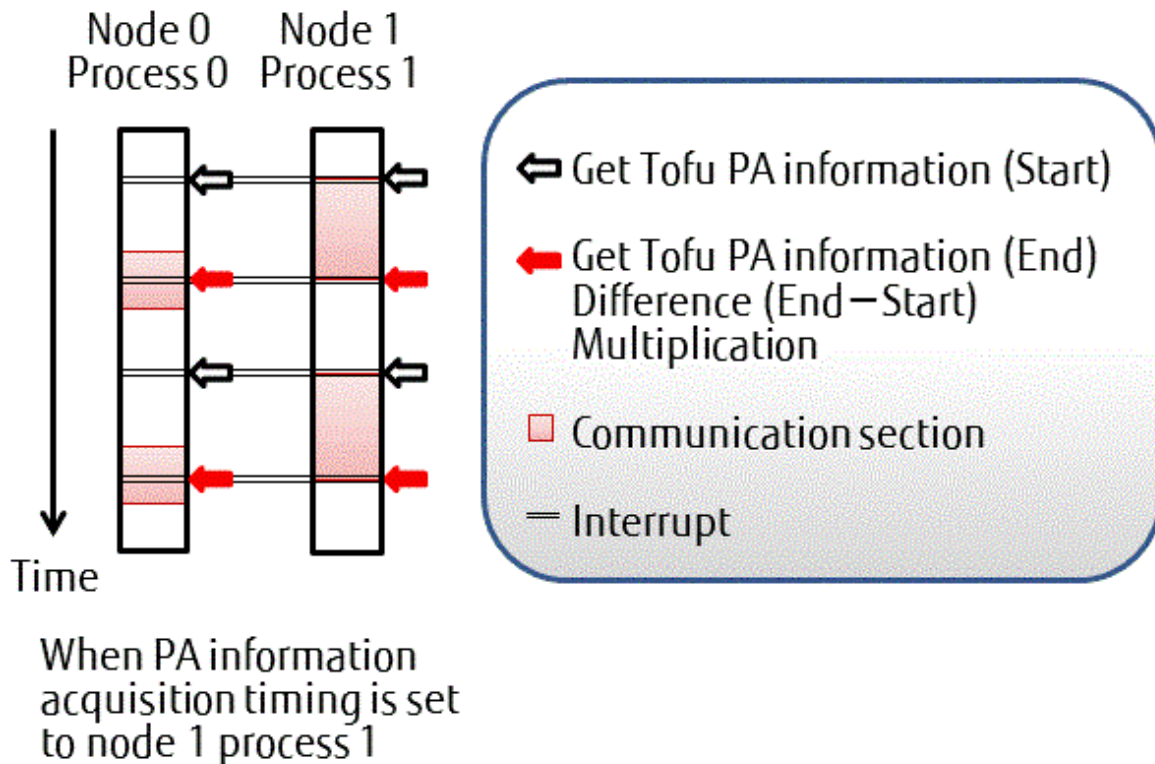 Node 0
Process 0
Node 1
Process 1
Get Tofu PA information (Start)
Get Tofu PA information (End)
Difference (End－Start)
Multiplication
Communication section
Interrupt
Time
When PA information
acquisition timing is set
to node 1 process 1